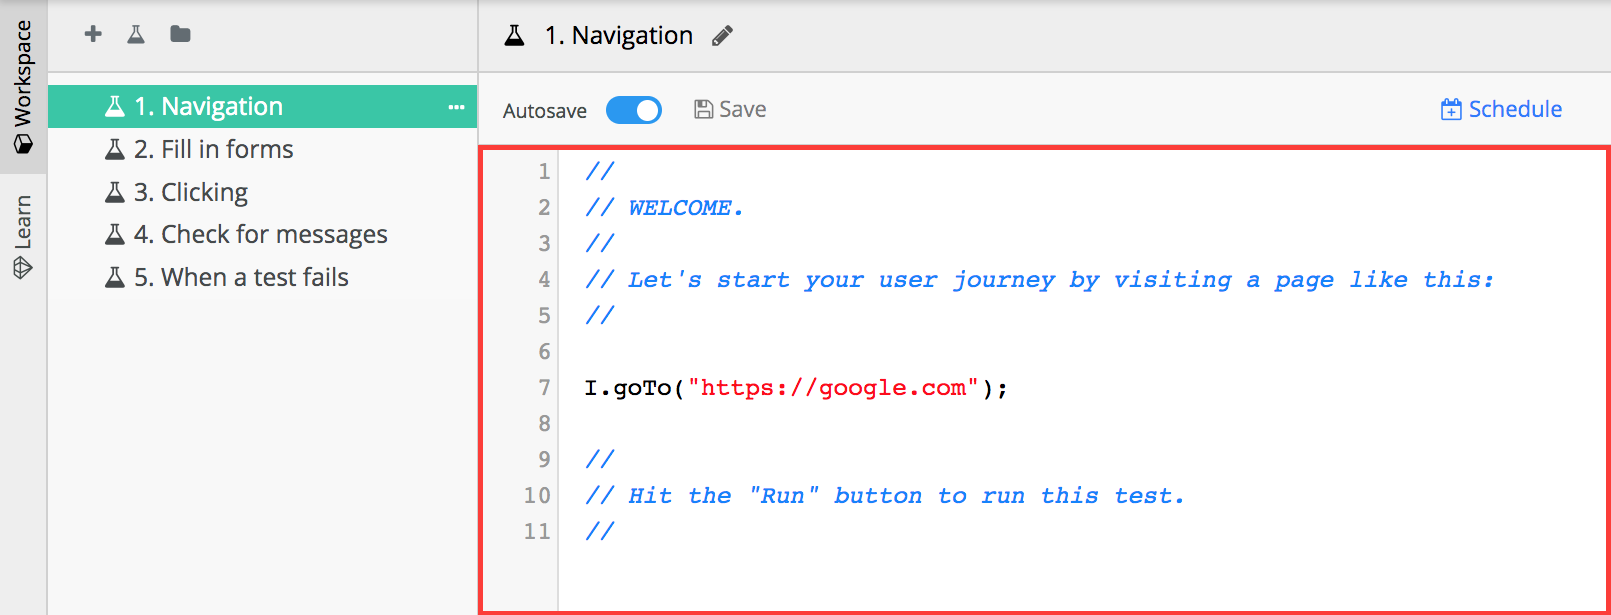 Workspace
Learn
1. Navigation
2. Fill in forms
3. Clicking
4. Check for messages
5. When a test fails
1. Navigation
Autosave Save Schedule
1 //
2 // WELCOME.
3 //
4 // Let's start your user journey by visiting a page like this:
5 //
6
7 I.goTo("https://google.com");
8
9 //
10 // Hit the "Run" button to run this test.
11 //